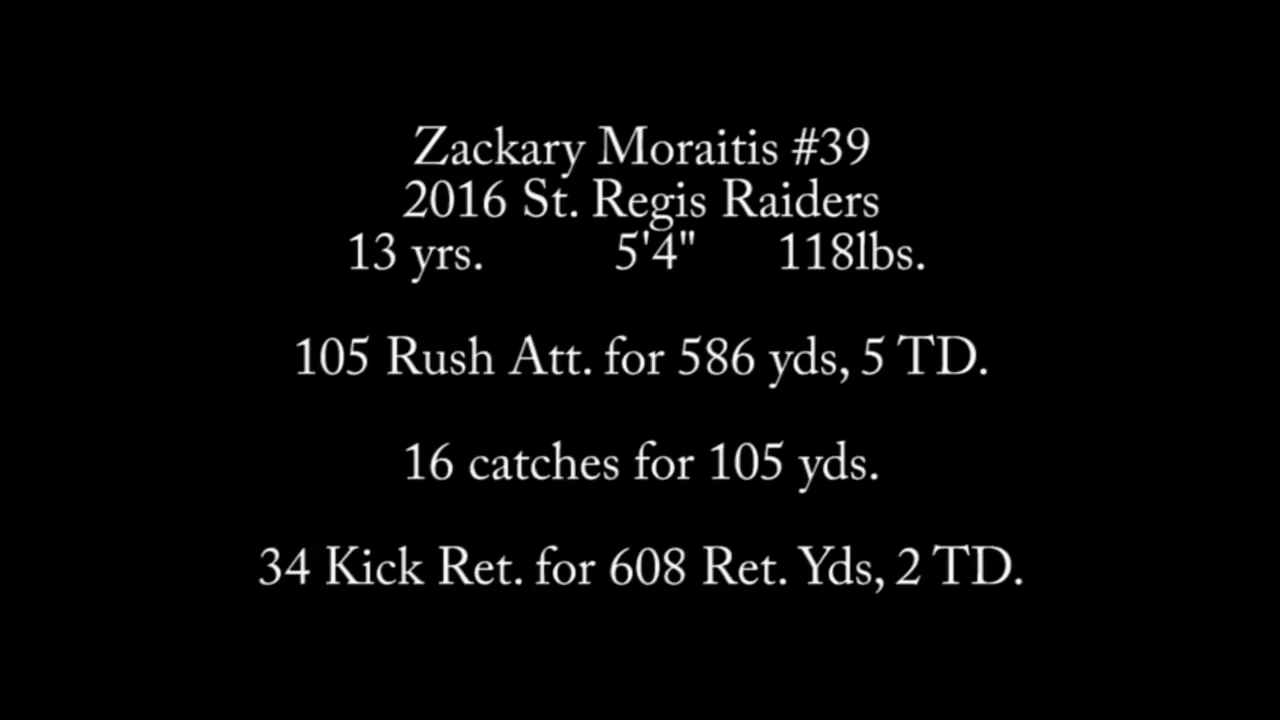 Zackary Moraitis #39
2016 St. Regis Raiders
13 yrs. 5'4" 118lbs.
105 Rush Att. for 586 yds, 5 TD.
16 catches for 105 yds.
34 Kick Ret. for 608 Ret. Yds, 2 TD.